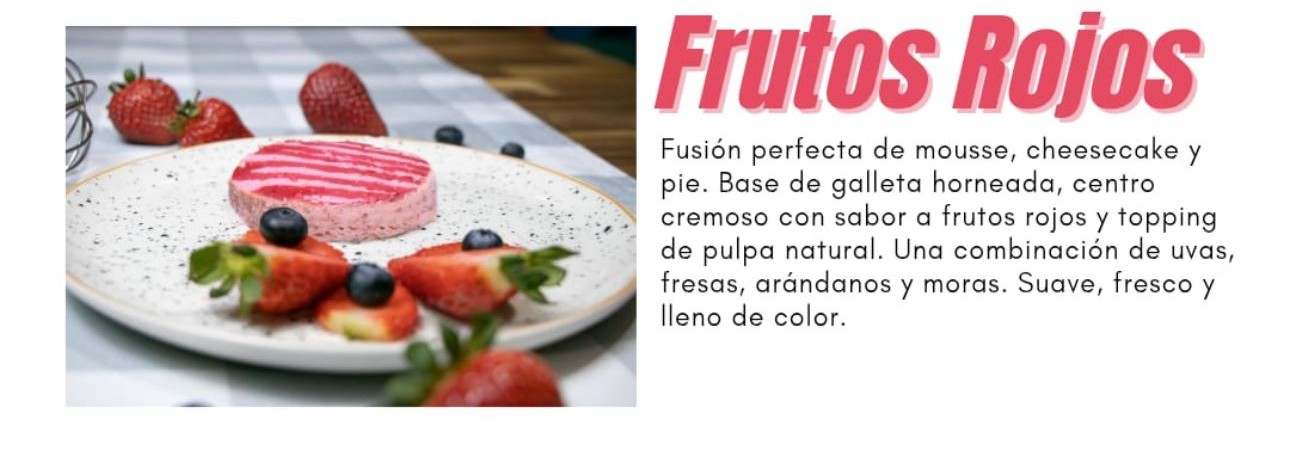 Frutos Rojos
Fusión perfecta de mousse, cheesecake y
pie. Base de galleta horneada, centro
cremoso con sabor a frutos rojos y topping
de pulpa natural. Una combinación de uvas,
fresas, arándanos y moras. Suave, fresco y
lleno de color.